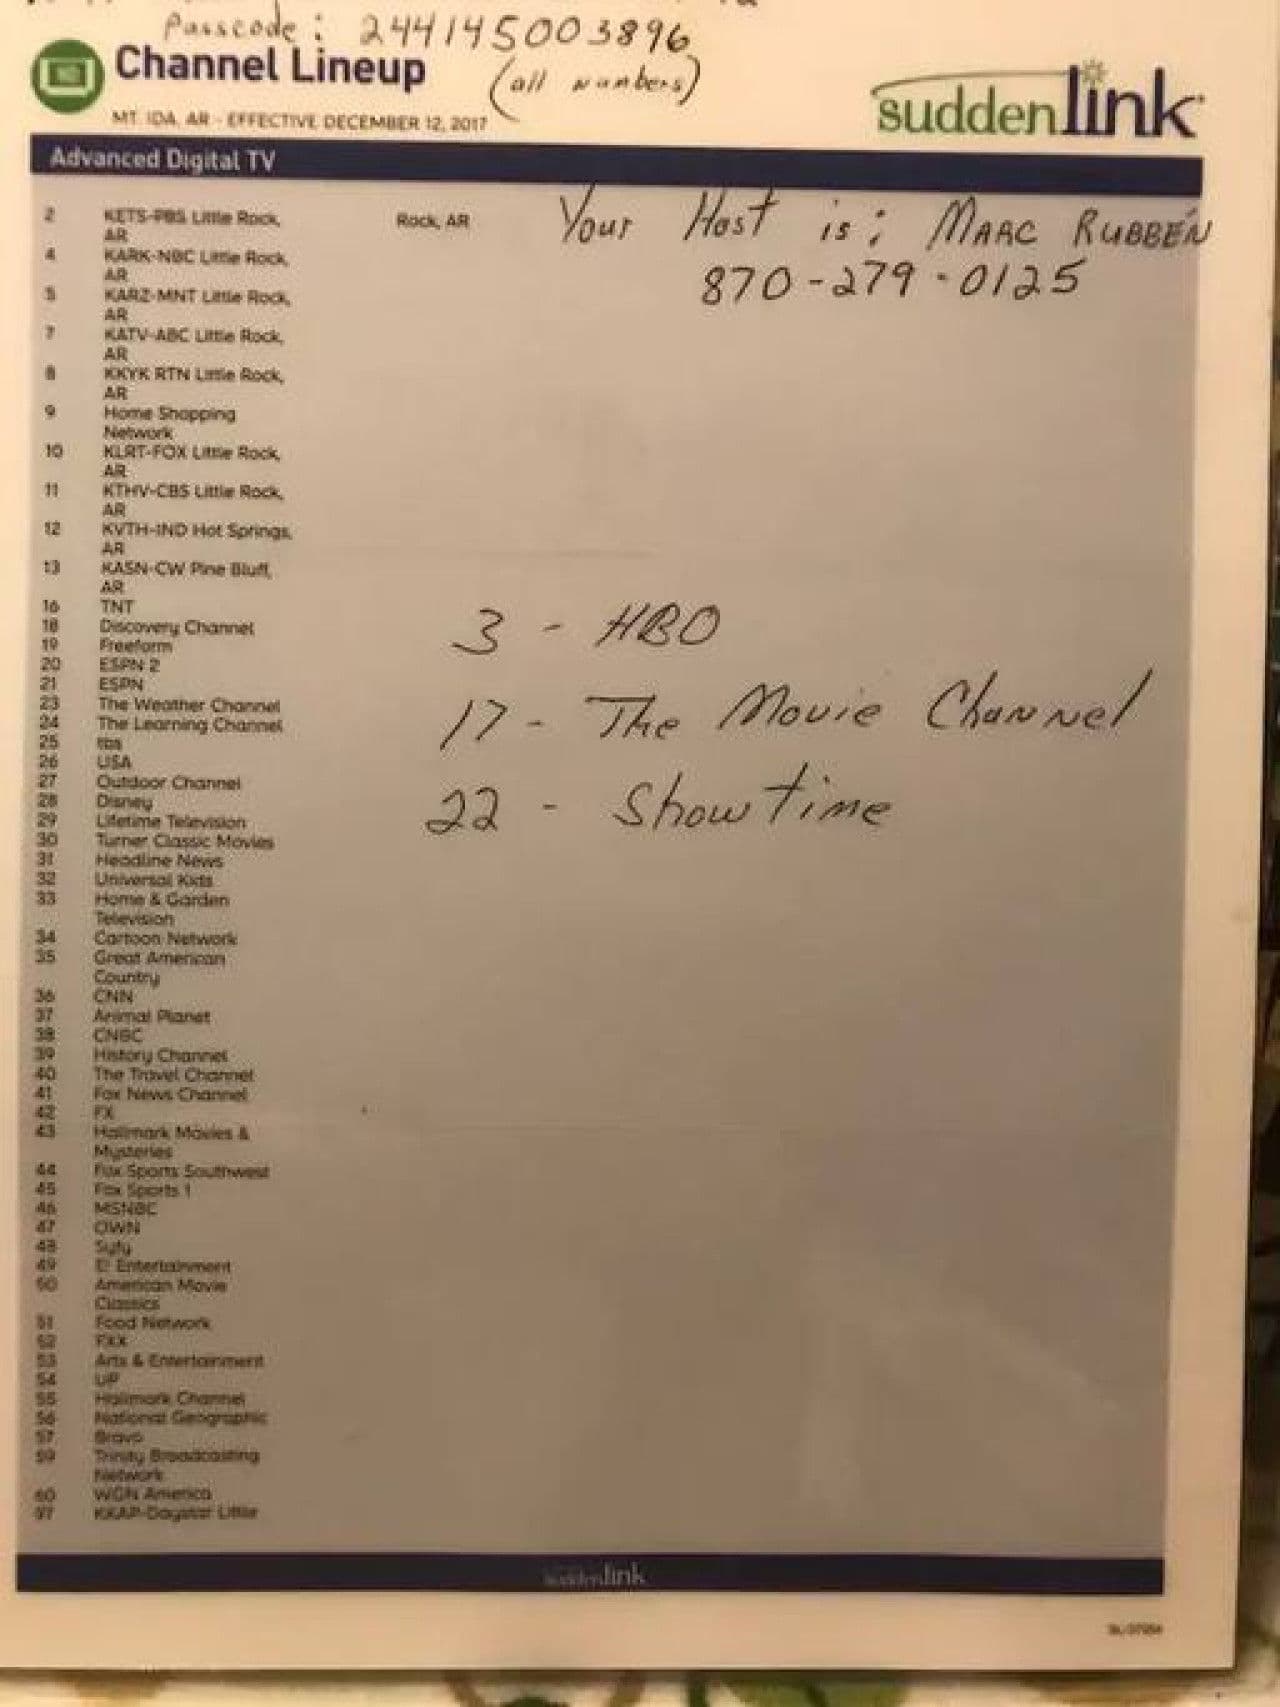 Passcode: 244145003896
(all numbers)
Channel Lineup
MT. IDA, AR - EFFECTIVE DECEMBER 12, 2017
suddenlink
Advanced Digital TV
2 KETS-PBS Little Rock,
AR
4 KARK-NBC Little Rock,
AR
5 KARZ-MNT Little Rock,
AR
7 KATV-ABC Little Rock,
AR
8 KKYK RTN Little Rock,
AR
9 Home Shopping
Network
10 KLRT-FOX Little Rock,
AR
11 KTHV-CBS Little Rock,
AR
12 KVTH-IND Hot Springs,
AR
13 KASN-CW Pine Bluff,
AR
16 TNT
18 Discovery Channel
19 Freeform
20 ESPN 2
21 ESPN
23 The Weather Channel
24 The Learning Channel
25 tbs
26 USA
27 Outdoor Channel
28 Disney
29 Lifetime Television
30 Turner Classic Movies
31 Headline News
32 Universal Kids
33 Home & Garden
Television
34 Cartoon Network
35 Great American
Country
36 CNN
37 Animal Planet
38 CNBC
39 History Channel
40 The Travel Channel
41 Fox News Channel
42 FX
43 Hallmark Movies &
Mysteries
44 Fox Sports Southwest
45 Fox Sports 1
46 MSNBC
47 OWN
48 Syfy
49 E! Entertainment
50 American Movie
Classics
51 Food Network
52 FXX
53 Arts & Entertainment
54 UP
55 Hallmark Channel
56 National Geographic
57 Bravo
59 Trinity Broadcasting
Network
60 WGN America
97 KKAP-Daystar Little
Rock, AR
Your Host is: MARC RUBBÉN
870-279-0125
3 - HBO
17 - The Movie Channel
22 - Showtime
suddenlink